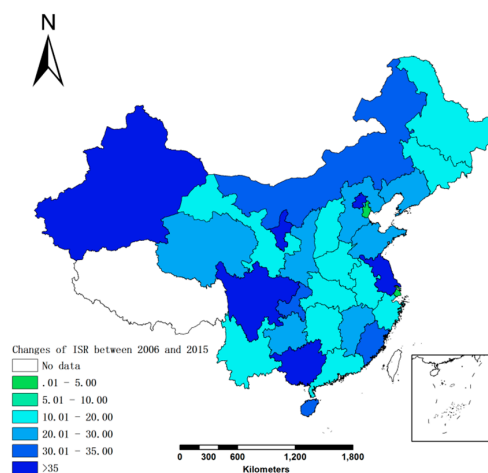 N
Changes of ISR between 2006 and 2015
No data
.01 - 5.00
5.01 - 10.00
10.01 - 20.00
20.01 - 30.00
30.01 - 35.00
>35
0 300 600 1,200 1,800
Kilometers